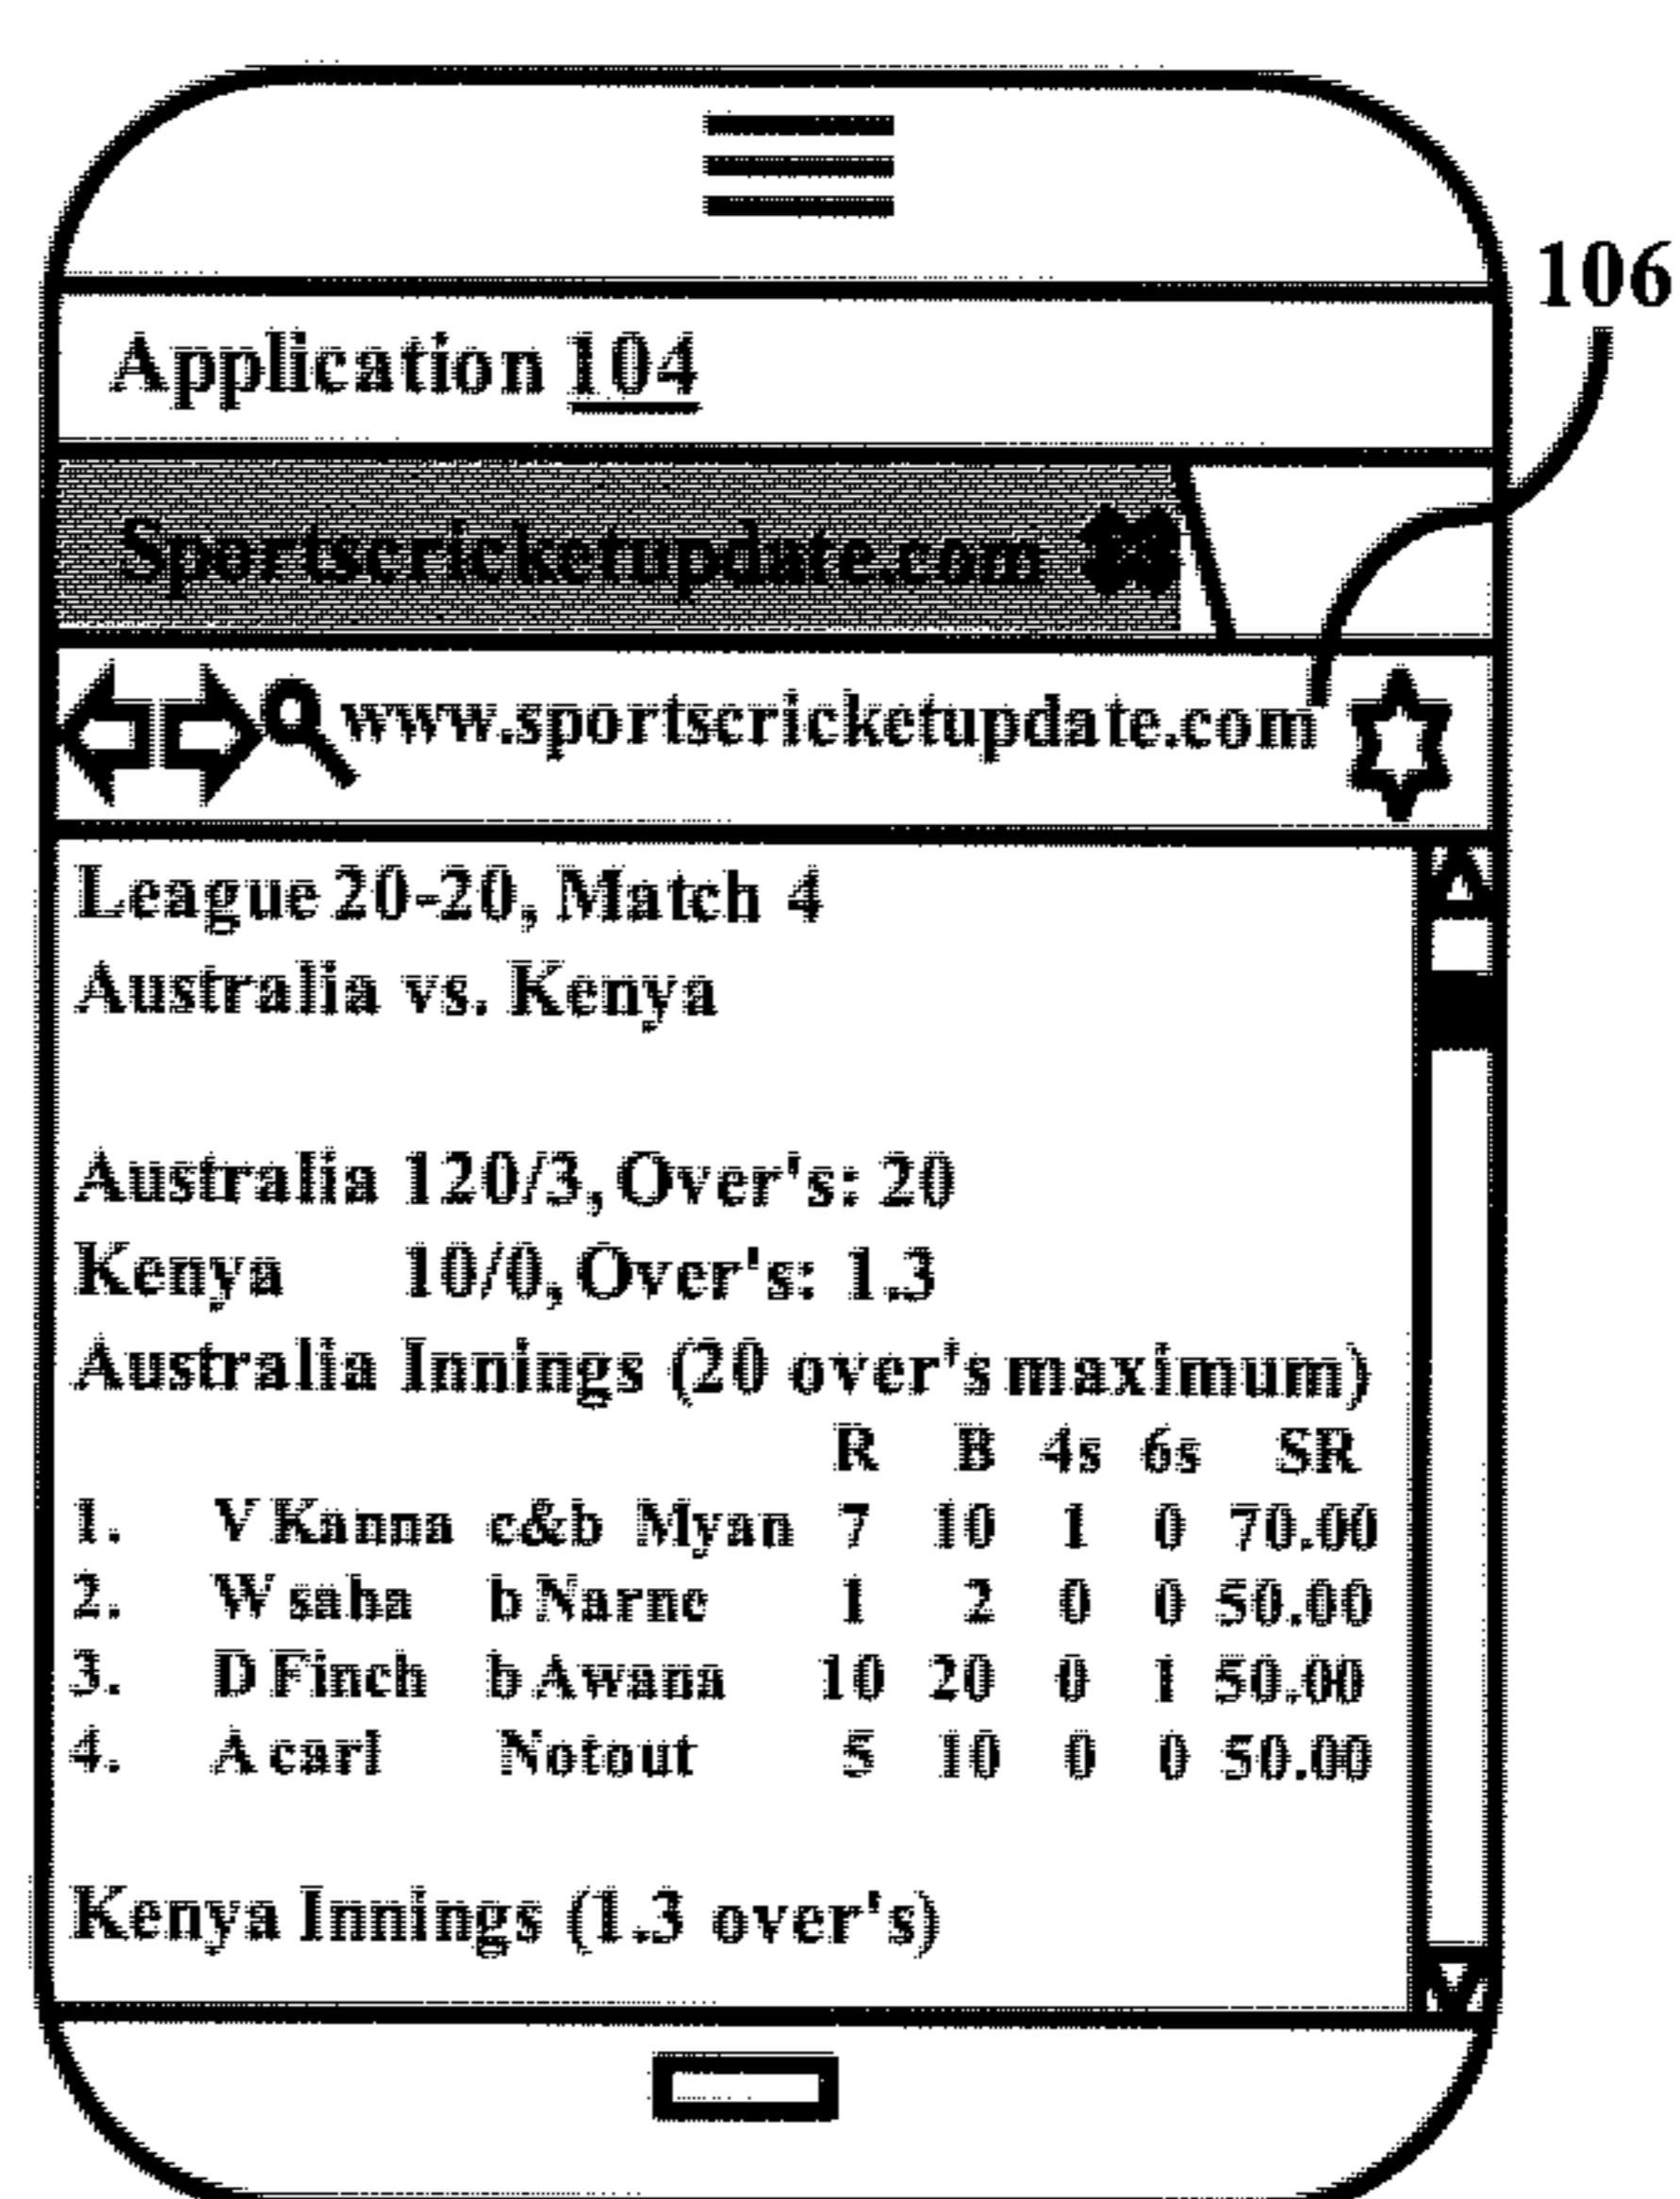 106
Application 104
Sportscricketupdate.com
www.sportscricketupdate.com
League 20-20, Match 4
Australia vs. Kenya
Australia 120/3, Over's: 20
Kenya 10/0, Over's: 1.3
Australia Innings (20 over's maximum)
R B 4s 6s SR
1. V Kanna c&b Myan 7 10 1 0 70.00
2. W saha b Narne 1 2 0 0 50.00
3. D Finch b Awana 10 20 0 1 50.00
4. A carl Notout 5 10 0 0 50.00
Kenya Innings (1.3 over's)